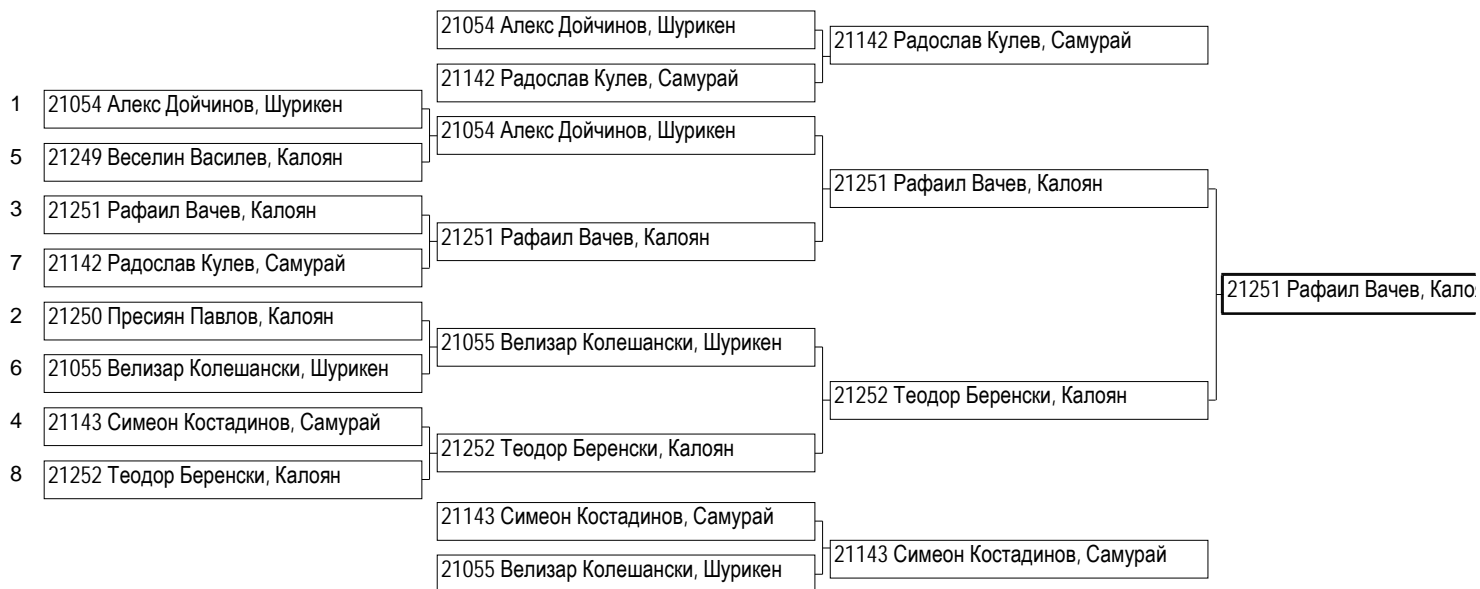 21054 Алекс Дойчинов, Шурикен
21142 Радослав Кулев, Самурай
21142 Радослав Кулев, Самурай
1 21054 Алекс Дойчинов, Шурикен
21054 Алекс Дойчинов, Шурикен
5 21249 Веселин Василев, Калоян
21251 Рафаил Вачев, Калоян
3 21251 Рафаил Вачев, Калоян
21251 Рафаил Вачев, Калоян
7 21142 Радослав Кулев, Самурай
21251 Рафаил Вачев, Кало
2 21250 Пресиян Павлов, Калоян
21055 Велизар Колешански, Шурикен
6 21055 Велизар Колешански, Шурикен
21252 Теодор Беренски, Калоян
4 21143 Симеон Костадинов, Самурай
21252 Теодор Беренски, Калоян
8 21252 Теодор Беренски, Калоян
21143 Симеон Костадинов, Самурай
21143 Симеон Костадинов, Самурай
21055 Велизар Колешански, Шурикен